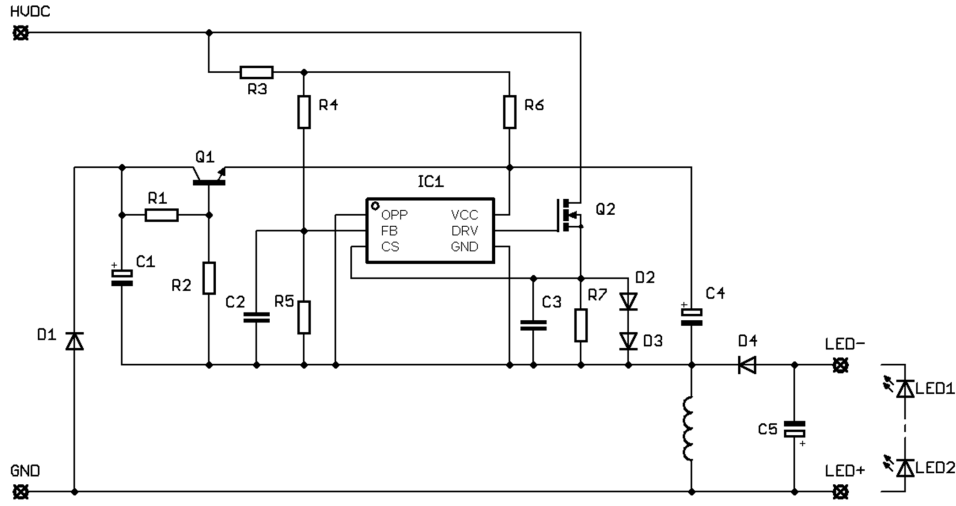 HVDC
R3
R4
R6
Q1
IC1
R1
OPP
VCC
Q2
FB
DRV
CS
GND
C1
R2
D2
C2
R5
C3
R7
C4
D1
D3
D4
LED-
LED1
C5
GND
LED+
LED2